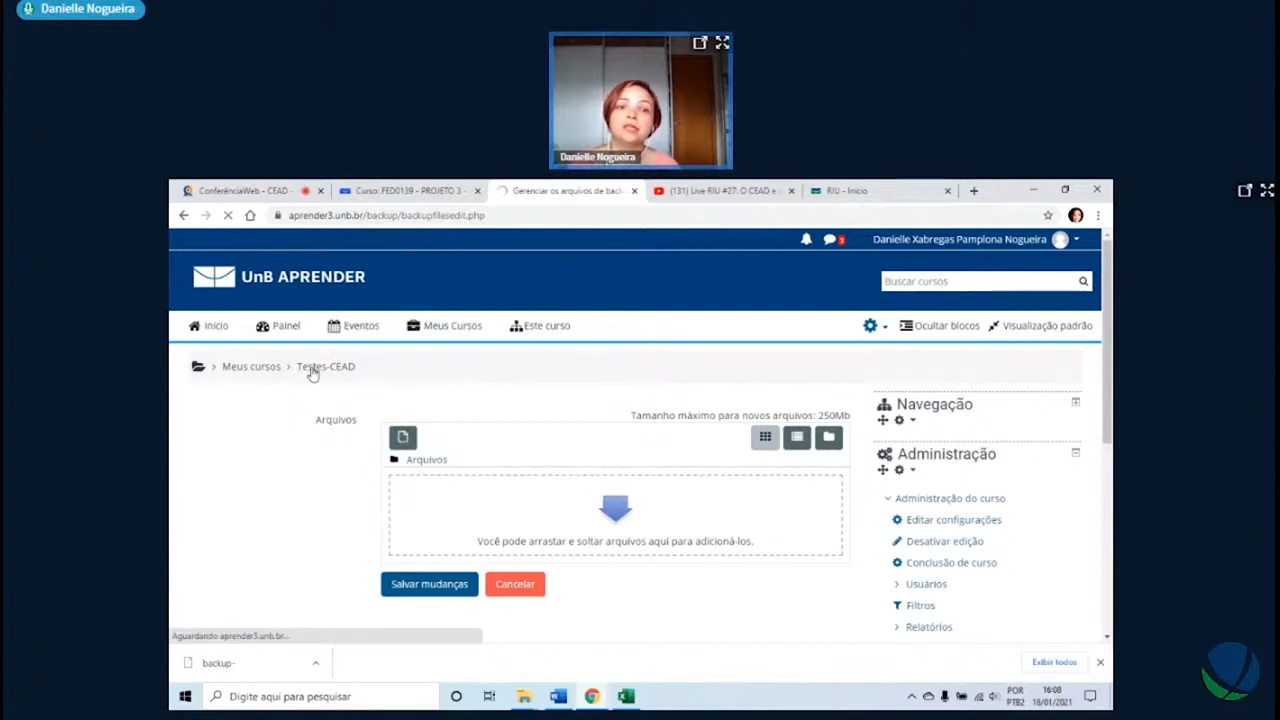 Danielle Nogueira
Danielle Nogueira
ConferênciaWeb - CEAD -
Curso: FED0139 - PROJETO 3 -
Gerenciar os arquivos de back
(131) Live RIU #27: O CEAD e
RIU - Início
aprender3.unb.br/backup/backupfilesedit.php
3
Danielle Xabregas Pamplona Nogueira
UnB APRENDER
Buscar cursos
Início
Painel
Eventos
Meus Cursos
Este curso
Ocultar blocos
Visualização padrão
Meus cursos
Testes-CEAD
Arquivos
Tamanho máximo para novos arquivos: 250Mb
Arquivos
Você pode arrastar e soltar arquivos aqui para adicioná-los.
Salvar mudanças
Cancelar
Navegação
Administração
Administração do curso
Editar configurações
Desativar edição
Conclusão de curso
Usuários
Filtros
Relatórios
Aguardando aprender3.unb.br...
backup-
Exibir todos
Digite aqui para pesquisar
POR
PTB2
16:08
18/01/2021